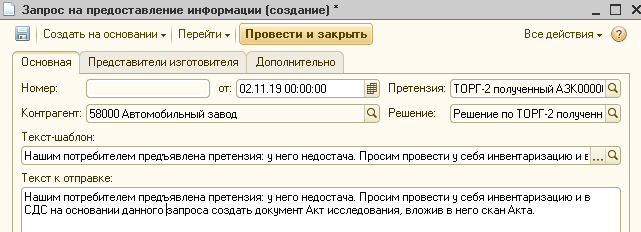 Запрос на предоставление информации (создание) *
Создать на основании Перейти Провести и закрыть Все действия
Основная Представители изготовителя Дополнительно
Номер: от: 02.11.19 00:00:00 Претензия: ТОРГ-2 полученный АЗК0000
Контрагент: 58000 Автомобильный завод Решение: Решение по ТОРГ-2 полученн
Текст-шаблон:
Нашим потребителем предъявлена претензия: у него недостача. Просим провести у себя инвентаризацию и в ...
Текст к отправке:
Нашим потребителем предъявлена претензия: у него недостача. Просим провести у себя инвентаризацию и в
СДС на основании данного запроса создать документ Акт исследования, вложив в него скан Акта.